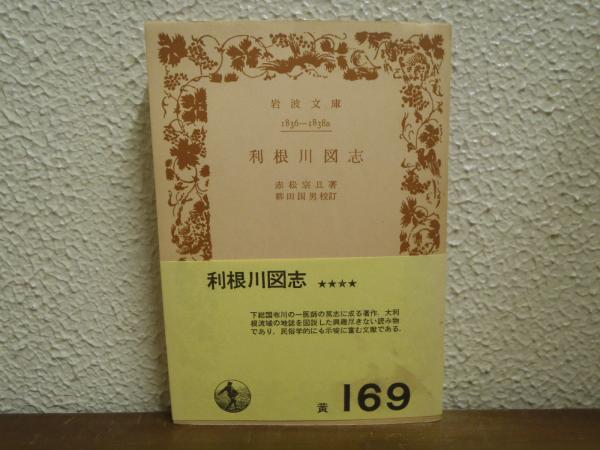 岩波文庫
1836—1838a
利根川図志
赤松宗旦著
柳田国男校訂
利根川図志 ★★★★
下総国布川の一医師の篤志に成る著作．大利
根流域の地誌を図説した興趣尽きない読み物
であり，民俗学的にも示唆に富む文献である．
黄 169